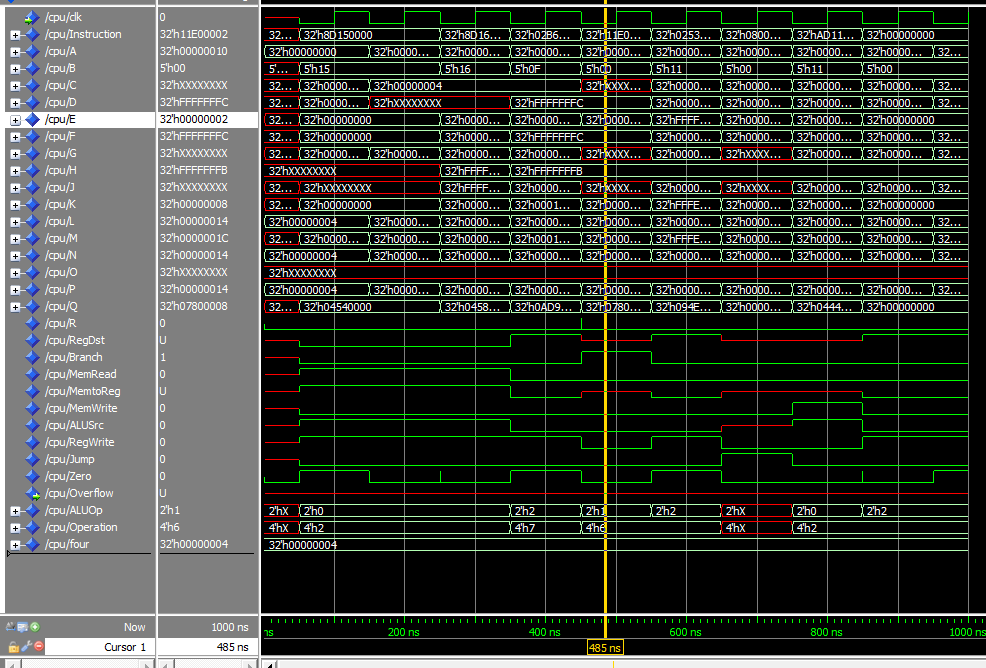 /cpu/clk 0
/cpu/Instruction 32'h11E00002 32... 32'h8D150000 32'h8D16... 32'h02B6... 32'h11E0... 32'h0253... 32'h0800... 32'hAD11... 32'h00000000
/cpu/A 32'h00000010 32'h00000000 32'h0000... 32'h0000... 32'h0000... 32'h0000... 32'h0000... 32'h0000... 32'h0000... 32'h0000... 32...
/cpu/B 5'h00 5'... 5'h15 5'h16 5'h0F 5'h00 5'h11 5'h00 5'h11 5'h00
/cpu/C 32'hXXXXXXXX 32... 32'h0000... 32'h00000004 32'hXXXX... 32'h0000... 32'h0000... 32'h0000... 32'h0000... 32...
/cpu/D 32'hFFFFFFFC 32... 32'h0000... 32'hXXXXXXXX 32'hFFFFFFFC 32'h0000... 32'h0000... 32'h0000... 32'h0000... 32...
/cpu/E 32'h00000002 32... 32'h00000000 32'h0000... 32'h0000... 32'h0000... 32'hFFFF... 32'h0000... 32'h0000... 32'h00000000
/cpu/F 32'hFFFFFFFC 32... 32'h00000000 32'h0000... 32'hFFFFFFFC 32'h0000... 32'h0000... 32'h0000... 32'h0000... 32...
/cpu/G 32'hXXXXXXXX 32... 32'h0000... 32'h0000... 32'h0000... 32'h0000... 32'hXXXX... 32'h0000... 32'hXXXX... 32'h0000... 32'h0000... 32...
/cpu/H 32'hFFFFFFFB 32'hXXXXXXXX 32'hFFFF... 32'hFFFFFFFB
/cpu/J 32'hXXXXXXXX 32... 32'hXXXXXXXX 32'hFFFF... 32'h0000... 32'hXXXX... 32'h0000... 32'hXXXX... 32'h0000... 32'h0000... 32...
/cpu/K 32'h00000008 32... 32'h00000000 32'h0000... 32'h0001... 32'h0000... 32'hFFFE... 32'h0000... 32'h0000... 32'h00000000
/cpu/L 32'h00000014 32'h00000004 32'h0000... 32'h0000... 32'h0000... 32'h0000... 32'h0000... 32'h0000... 32'h0000... 32'h0000... 32...
/cpu/M 32'h0000001C 32... 32'h0000... 32'h0000... 32'h0000... 32'h0001... 32'h0000... 32'hFFFE... 32'h0000... 32'h0000... 32'h0000... 32...
/cpu/N 32'h00000014 32'h00000004 32'h0000... 32'h0000... 32'h0000... 32'h0000... 32'h0000... 32'h0000... 32'h0000... 32'h0000... 32...
/cpu/O 32'hXXXXXXXX 32'hXXXXXXXX
/cpu/P 32'h00000014 32'h00000004 32'h0000... 32'h0000... 32'h0000... 32'h0000... 32'h0000... 32'h0000... 32'h0000... 32'h0000... 32...
/cpu/Q 32'h07800008 32... 32'h04540000 32'h0458... 32'h0AD9... 32'h0780... 32'h094E... 32'h0000... 32'h0444... 32'h00000000
/cpu/R 0
/cpu/RegDst U
/cpu/Branch 1
/cpu/MemRead 0
/cpu/MemtoReg U
/cpu/MemWrite 0
/cpu/ALUSrc 0
/cpu/RegWrite 0
/cpu/Jump 0
/cpu/Zero 0
/cpu/Overflow U
/cpu/ALUOp 2'h1 2'hX 2'h0 2'h2 2'h1 2'h2 2'hX 2'h0 2'h2
/cpu/Operation 4'h6 4'hX 4'h2 4'h7 4'h6 4'hX 4'h2
/cpu/four 32'h00000004 32'h00000004
Now 1000 ns ns 200 ns 400 ns 600 ns 800 ns 1000 ns
Cursor 1 485 ns 485 ns